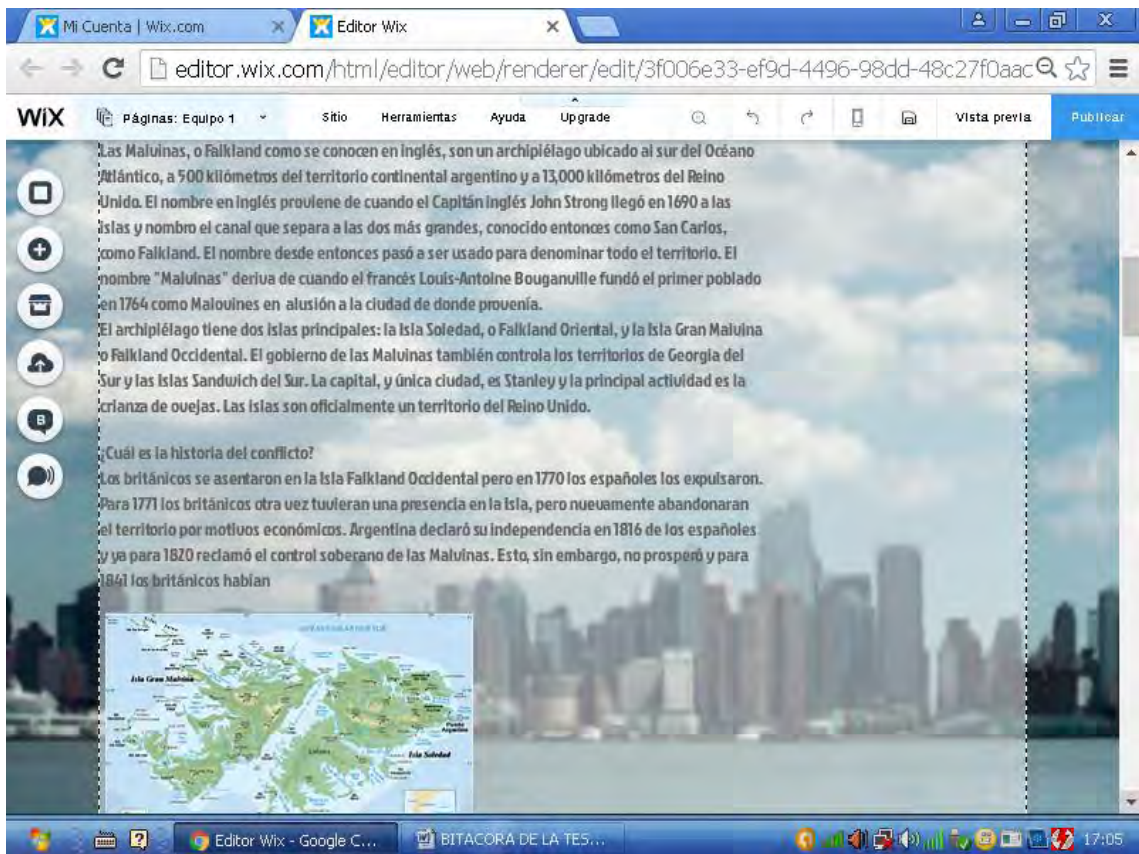 Mi Cuenta | Wix.com
Editor Wix
editor.wix.com/html/editor/web/renderer/edit/3f006e33-ef9d-4496-98dd-48c27f0aac
WiX
Páginas: Equipo 1
Sitio
Herramientas
Ayuda
Upgrade
Vista previa
Publicar
Las Malvinas, o Falkland como se conocen en inglés, son un archipiélago ubicado al sur del Océano
Atlántico, a 500 kilómetros del territorio continental argentino y a 13,000 kilómetros del Reino
Unido. El nombre en inglés proviene de cuando el Capitán inglés John Strong llegó en 1690 a las
islas y nombro el canal que separa a las dos más grandes, conocido entonces como San Carlos,
como Falkland. El nombre desde entonces pasó a ser usado para denominar todo el territorio. El
nombre "Malvinas" deriva de cuando el francés Louis-Antoine Bouganville fundó el primer poblado
en 1764 como Malouines en alusión a la ciudad de donde provenía.
El archipiélago tiene dos islas principales: la Isla Soledad, o Falkland Oriental, y la Isla Gran Malvina
o Falkland Occidental. El gobierno de las Malvinas también controla los territorios de Georgia del
Sur y las Islas Sandwich del Sur. La capital, y única ciudad, es Stanley y la principal actividad es la
crianza de ovejas. Las islas son oficialmente un territorio del Reino Unido.
¿Cuál es la historia del conflicto?
Los británicos se asentaron en la Isla Falkland Occidental pero en 1770 los españoles los expulsaron.
Para 1771 los británicos otra vez tuvieran una presencia en la Isla, pero nuevamente abandonaran
el territorio por motivos económicos. Argentina declaró su independencia en 1816 de los españoles
y ya para 1820 reclamó el control soberano de las Malvinas. Esto, sin embargo, no prosperó y para
1841 los británicos habían
Isla Gran Malvina
Puerto
Argentino
Isla Soledad
B
Editor Wix - Google C...
BITACORA DE LA TES...
17:05